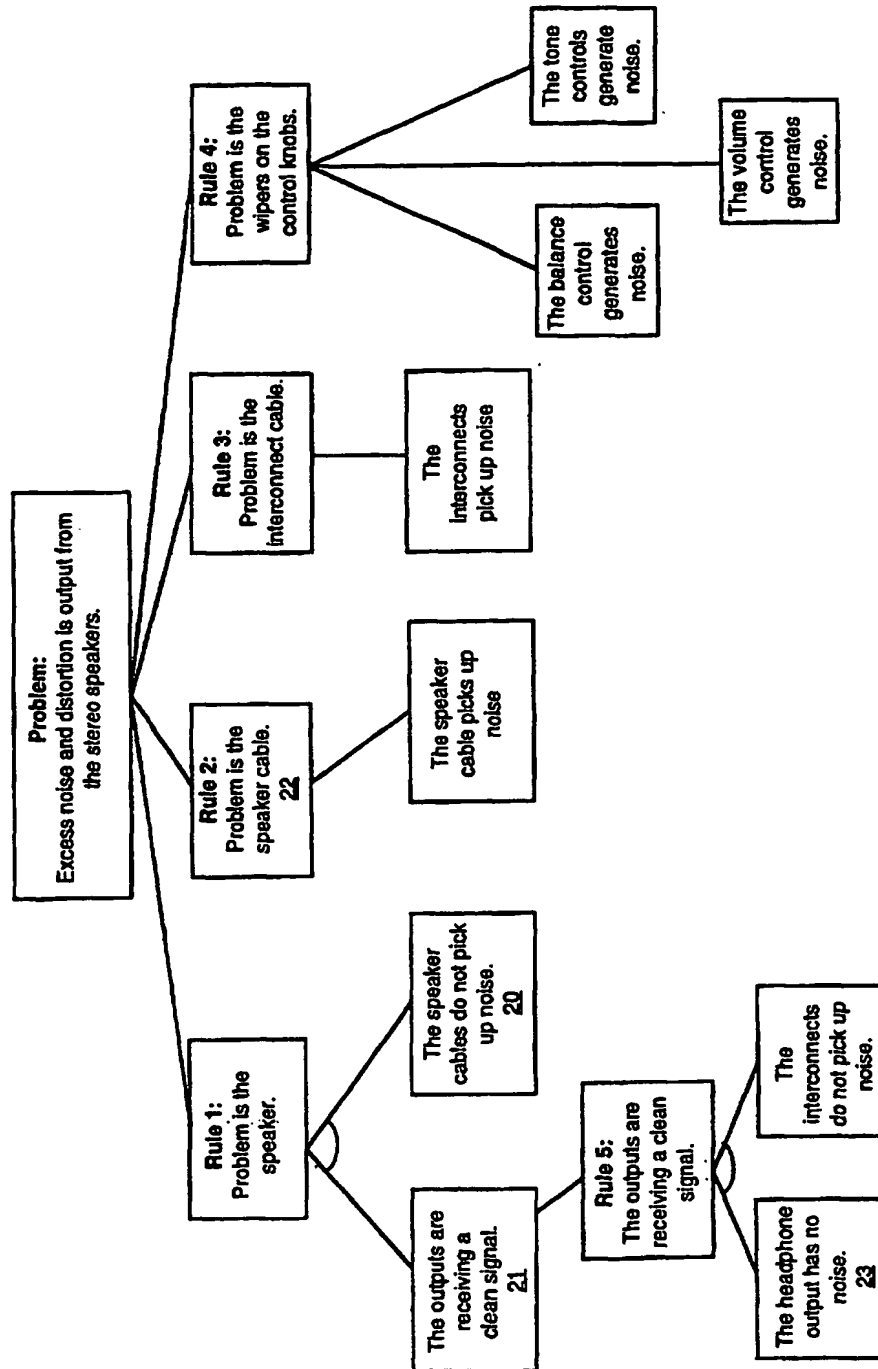 Problem:
Excess noise and distortion is output from
the stereo speakers.
Rule 1:
Problem is the
speaker.
Rule 2:
Problem is the
speaker cable.
22
Rule 3:
Problem is the
interconnect cable.
Rule 4:
Problem is the
wipers on the
control knobs.
The outputs are
receiving a
clean signal.
21
The speaker
cables do not pick
up noise.
20
The speaker
cable picks up
noise
The
interconnects
pick up noise
The balance
control
generates
noise.
The tone
controls
generate
noise.
The volume
control
generates
noise.
Rule 5:
The outputs are
receiving a clean
signal.
The headphone
output has no
noise.
23
The
interconnects
do not pick up
noise.